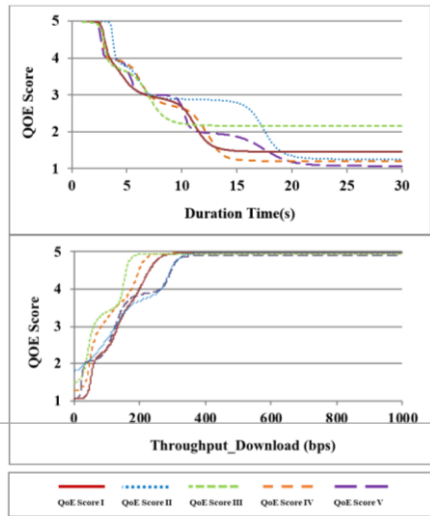 5
4
3
2
1
QOE Score
0 5 10 15 20 25 30
Duration Time(s)
5
4
3
2
1
QOE Score
0 200 400 600 800 1000
Throughput_Download (bps)
QoE Score I QoE Score II QoE Score III QoE Score IV QoE Score V